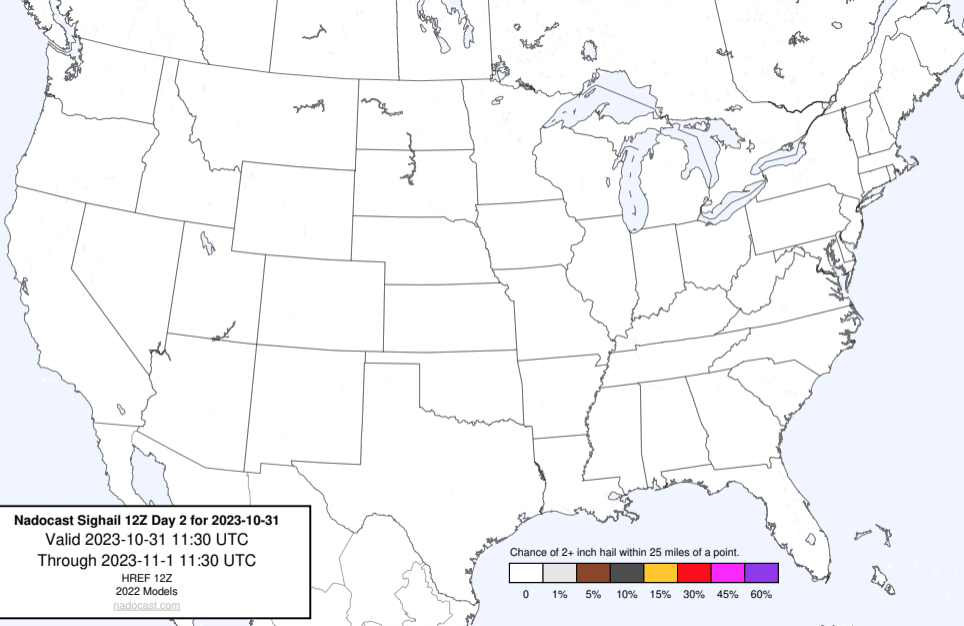 Nadocast Sighail 12Z Day 2 for 2023-10-31
Valid 2023-10-31 11:30 UTC
Through 2023-11-1 11:30 UTC
HREF 12Z
2022 Models
nadocast.com
Chance of 2+ inch hail within 25 miles of a point.
0 1% 5% 10% 15% 30% 45% 60%